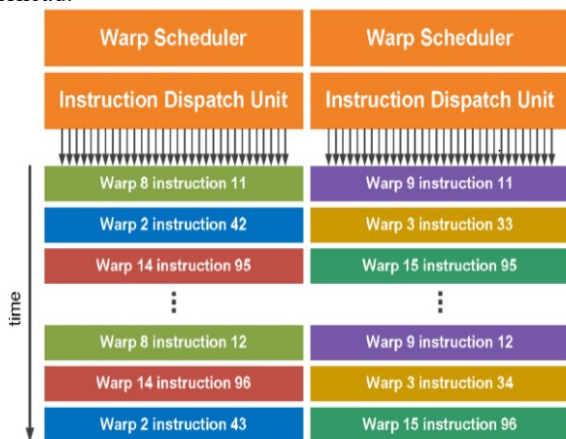 Warp Scheduler
Warp Scheduler
Instruction Dispatch Unit
Instruction Dispatch Unit
Warp 8 instruction 11
Warp 9 instruction 11
Warp 2 instruction 42
Warp 3 instruction 33
Warp 14 instruction 95
Warp 15 instruction 95
time
Warp 8 instruction 12
Warp 9 instruction 12
Warp 14 instruction 96
Warp 3 instruction 34
Warp 2 instruction 43
Warp 15 instruction 96